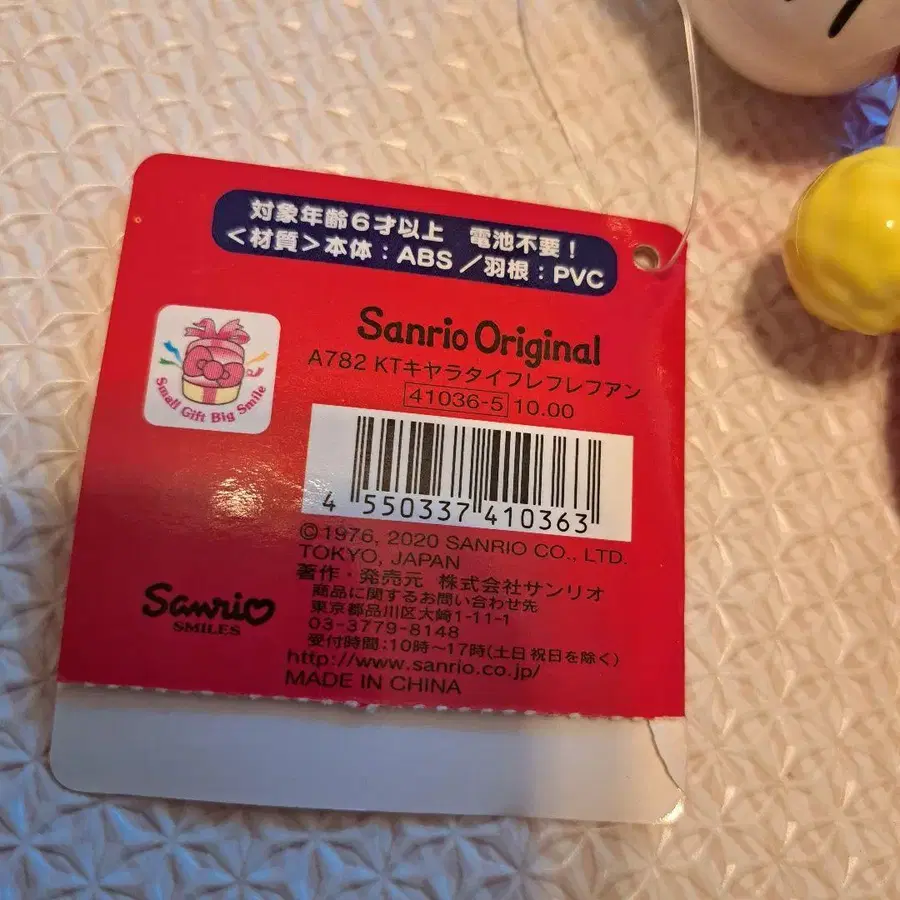 対象年齢6才以上 電池不要!
<材質>本体:ABS/羽根:PVC
Sanrio Original
A782 KTキヤラタイフレフレフアン
41036-5 10.00
4 550337 410363
Small Gift Big Smile
©1976, 2020 SANRIO CO., LTD.
TOKYO, JAPAN
著作・発売元 株式会社サンリオ
商品に関するお問い合わせ先
東京都品川区大崎1-11-1
03-3779-8148
受付時間:10時~17時(土日祝日を除く)
http://www.sanrio.co.jp/
MADE IN CHINA
Sanrio
SMILES